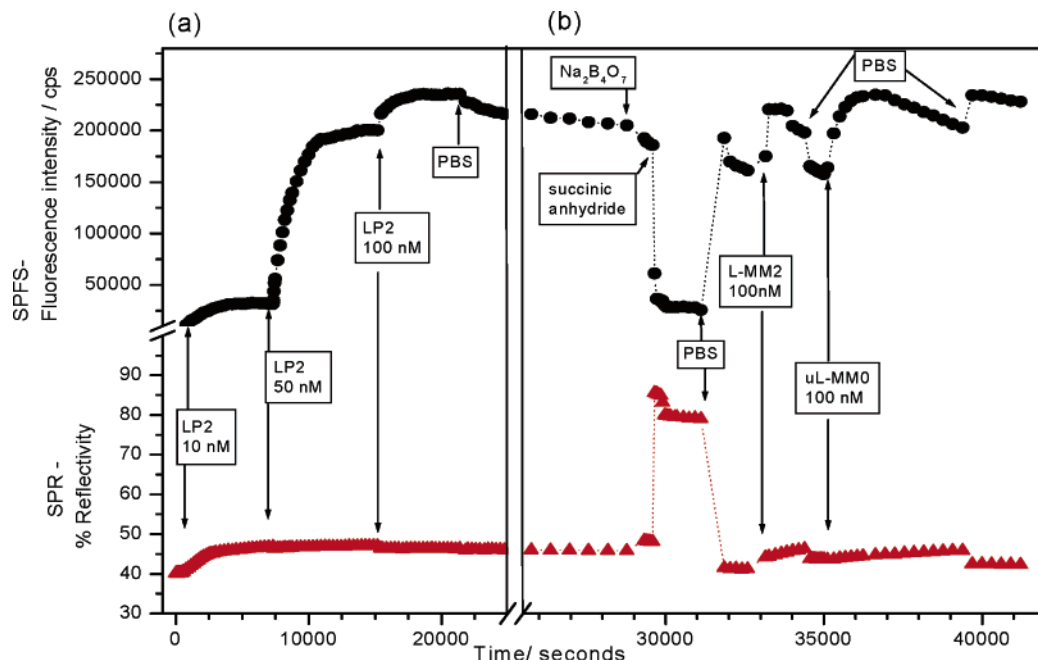 (a)
(b)
SPFS-
Fluorescence intensity / cps
250000
200000
150000
100000
50000
SPR -
% Reflectivity
90
80
70
60
50
40
30
LP2
10 nM
LP2
50 nM
LP2
100 nM
PBS
Na2B4O7
succinic
anhydride
PBS
L-MM2
100nM
uL-MM0
100 nM
PBS
0
10000
20000
30000
35000
40000
Time/ seconds